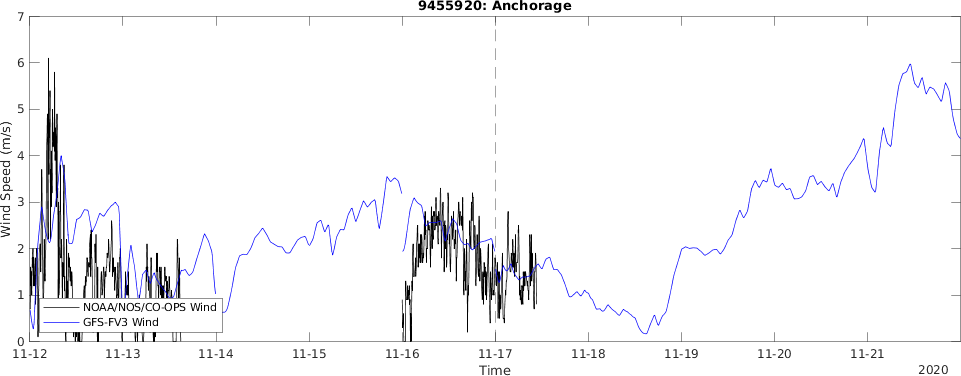 9455920: Anchorage
7
6
5
4
3
2
1
0
Wind Speed (m/s)
NOAA/NOS/CO-OPS Wind
GFS-FV3 Wind
11-12 11-13 11-14 11-15 11-16 11-17 11-18 11-19 11-20 11-21
Time
2020